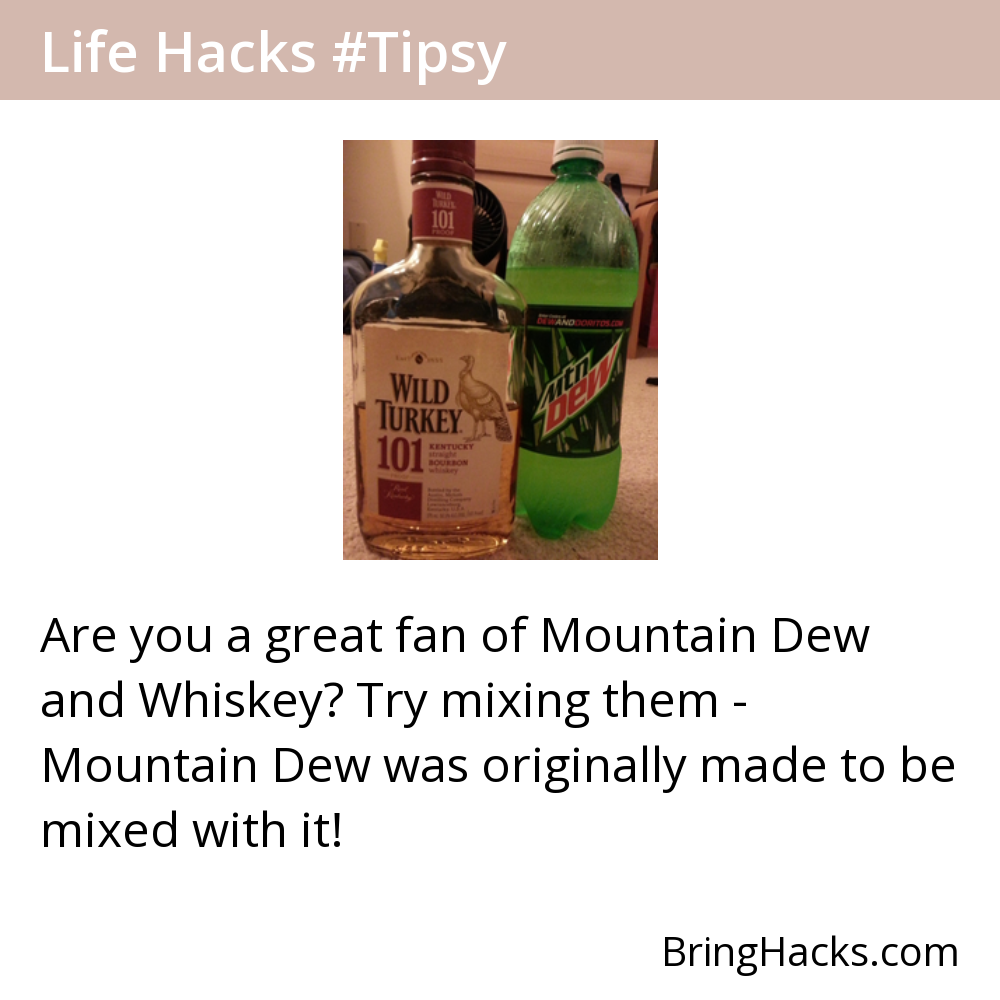 Life Hacks #Tipsy
WILD
TURKEY
101
PROOF
DEWANDDORITOS.COM
WILD
TURKEY
101
KENTUCKY
straight
BOURBON
whiskey
Mtn
DEW
Are you a great fan of Mountain Dew
and Whiskey? Try mixing them -
Mountain Dew was originally made to be
mixed with it!
BringHacks.com